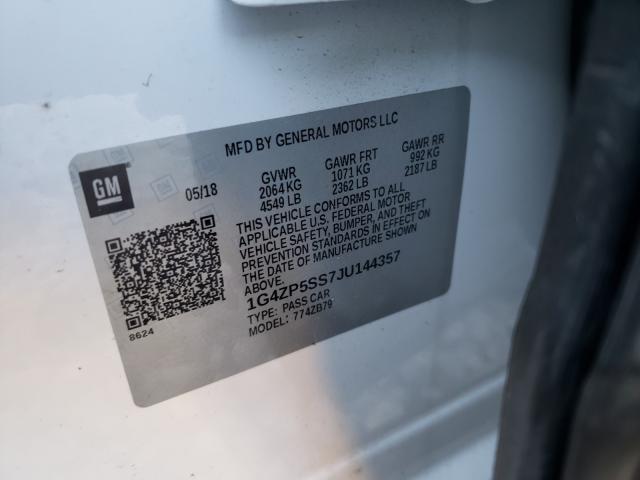 MFD BY GENERAL MOTORS LLC
GM
05/18
GVWR GAWR FRT GAWR RR
2064 KG 1071 KG 992 KG
4549 LB 2362 LB 2187 LB
THIS VEHICLE CONFORMS TO ALL
APPLICABLE U.S. FEDERAL MOTOR
VEHICLE SAFETY, BUMPER, AND THEFT
PREVENTION STANDARDS IN EFFECT ON
THE DATE OF MANUFACTURE SHOWN
ABOVE.
1G4ZP5SS7JU144357
TYPE: PASS CAR
MODEL: 774ZB79
8624